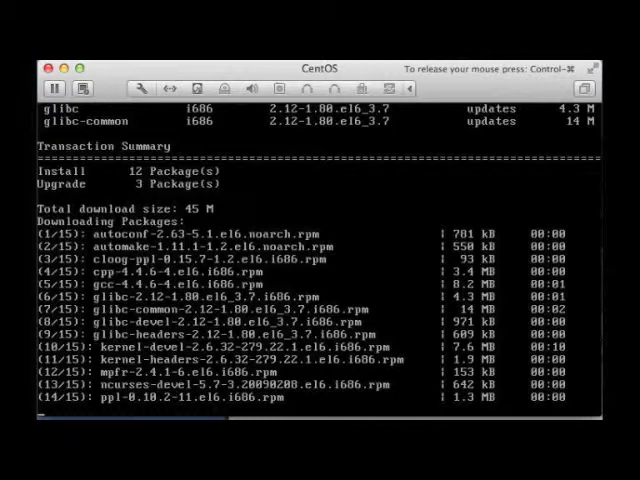 CentOS
To release your mouse press: Control-⌘
glibc i686 2.12-1.80.el6_3.7 updates 4.3 M
glibc-common i686 2.12-1.80.el6_3.7 updates 14 M
Transaction Summary
================================================================================
Install 12 Package(s)
Upgrade 3 Package(s)
Total download size: 45 M
Downloading Packages:
(1/15): autoconf-2.63-5.1.el6.noarch.rpm | 781 kB 00:00
(2/15): automake-1.11.1-1.2.el6.noarch.rpm | 550 kB 00:00
(3/15): cloog-ppl-0.15.7-1.2.el6.i686.rpm | 93 kB 00:00
(4/15): cpp-4.4.6-4.el6.i686.rpm | 3.4 MB 00:00
(5/15): gcc-4.4.6-4.el6.i686.rpm | 8.2 MB 00:01
(6/15): glibc-2.12-1.80.el6_3.7.i686.rpm | 4.3 MB 00:01
(7/15): glibc-common-2.12-1.80.el6_3.7.i686.rpm | 14 MB 00:02
(8/15): glibc-devel-2.12-1.80.el6_3.7.i686.rpm | 971 kB 00:00
(9/15): glibc-headers-2.12-1.80.el6_3.7.i686.rpm | 609 kB 00:00
(10/15): kernel-devel-2.6.32-279.22.1.el6.i686.rpm | 7.6 MB 00:10
(11/15): kernel-headers-2.6.32-279.22.1.el6.i686.rpm | 1.9 MB 00:00
(12/15): mpfr-2.4.1-6.el6.i686.rpm | 153 kB 00:00
(13/15): ncurses-devel-5.7-3.20090208.el6.i686.rpm | 642 kB 00:00
(14/15): ppl-0.10.2-11.el6.i686.rpm | 1.3 MB 00:00